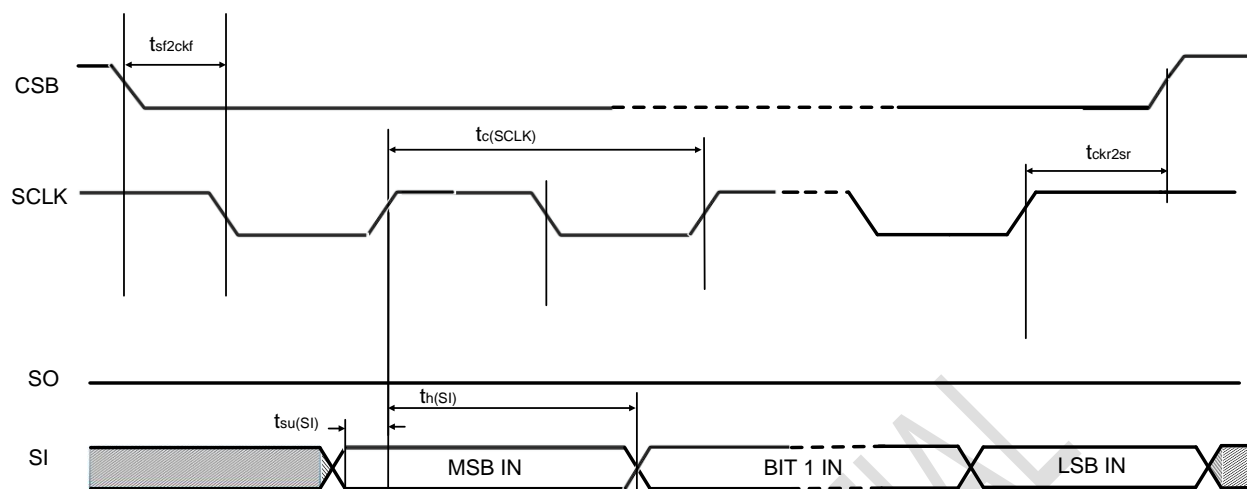 tsf2ckf
CSB
tc(SCLK)
tckr2sr
SCLK
SO
tsu(SI)
th(SI)
SI
MSB IN
BIT 1 IN
LSB IN